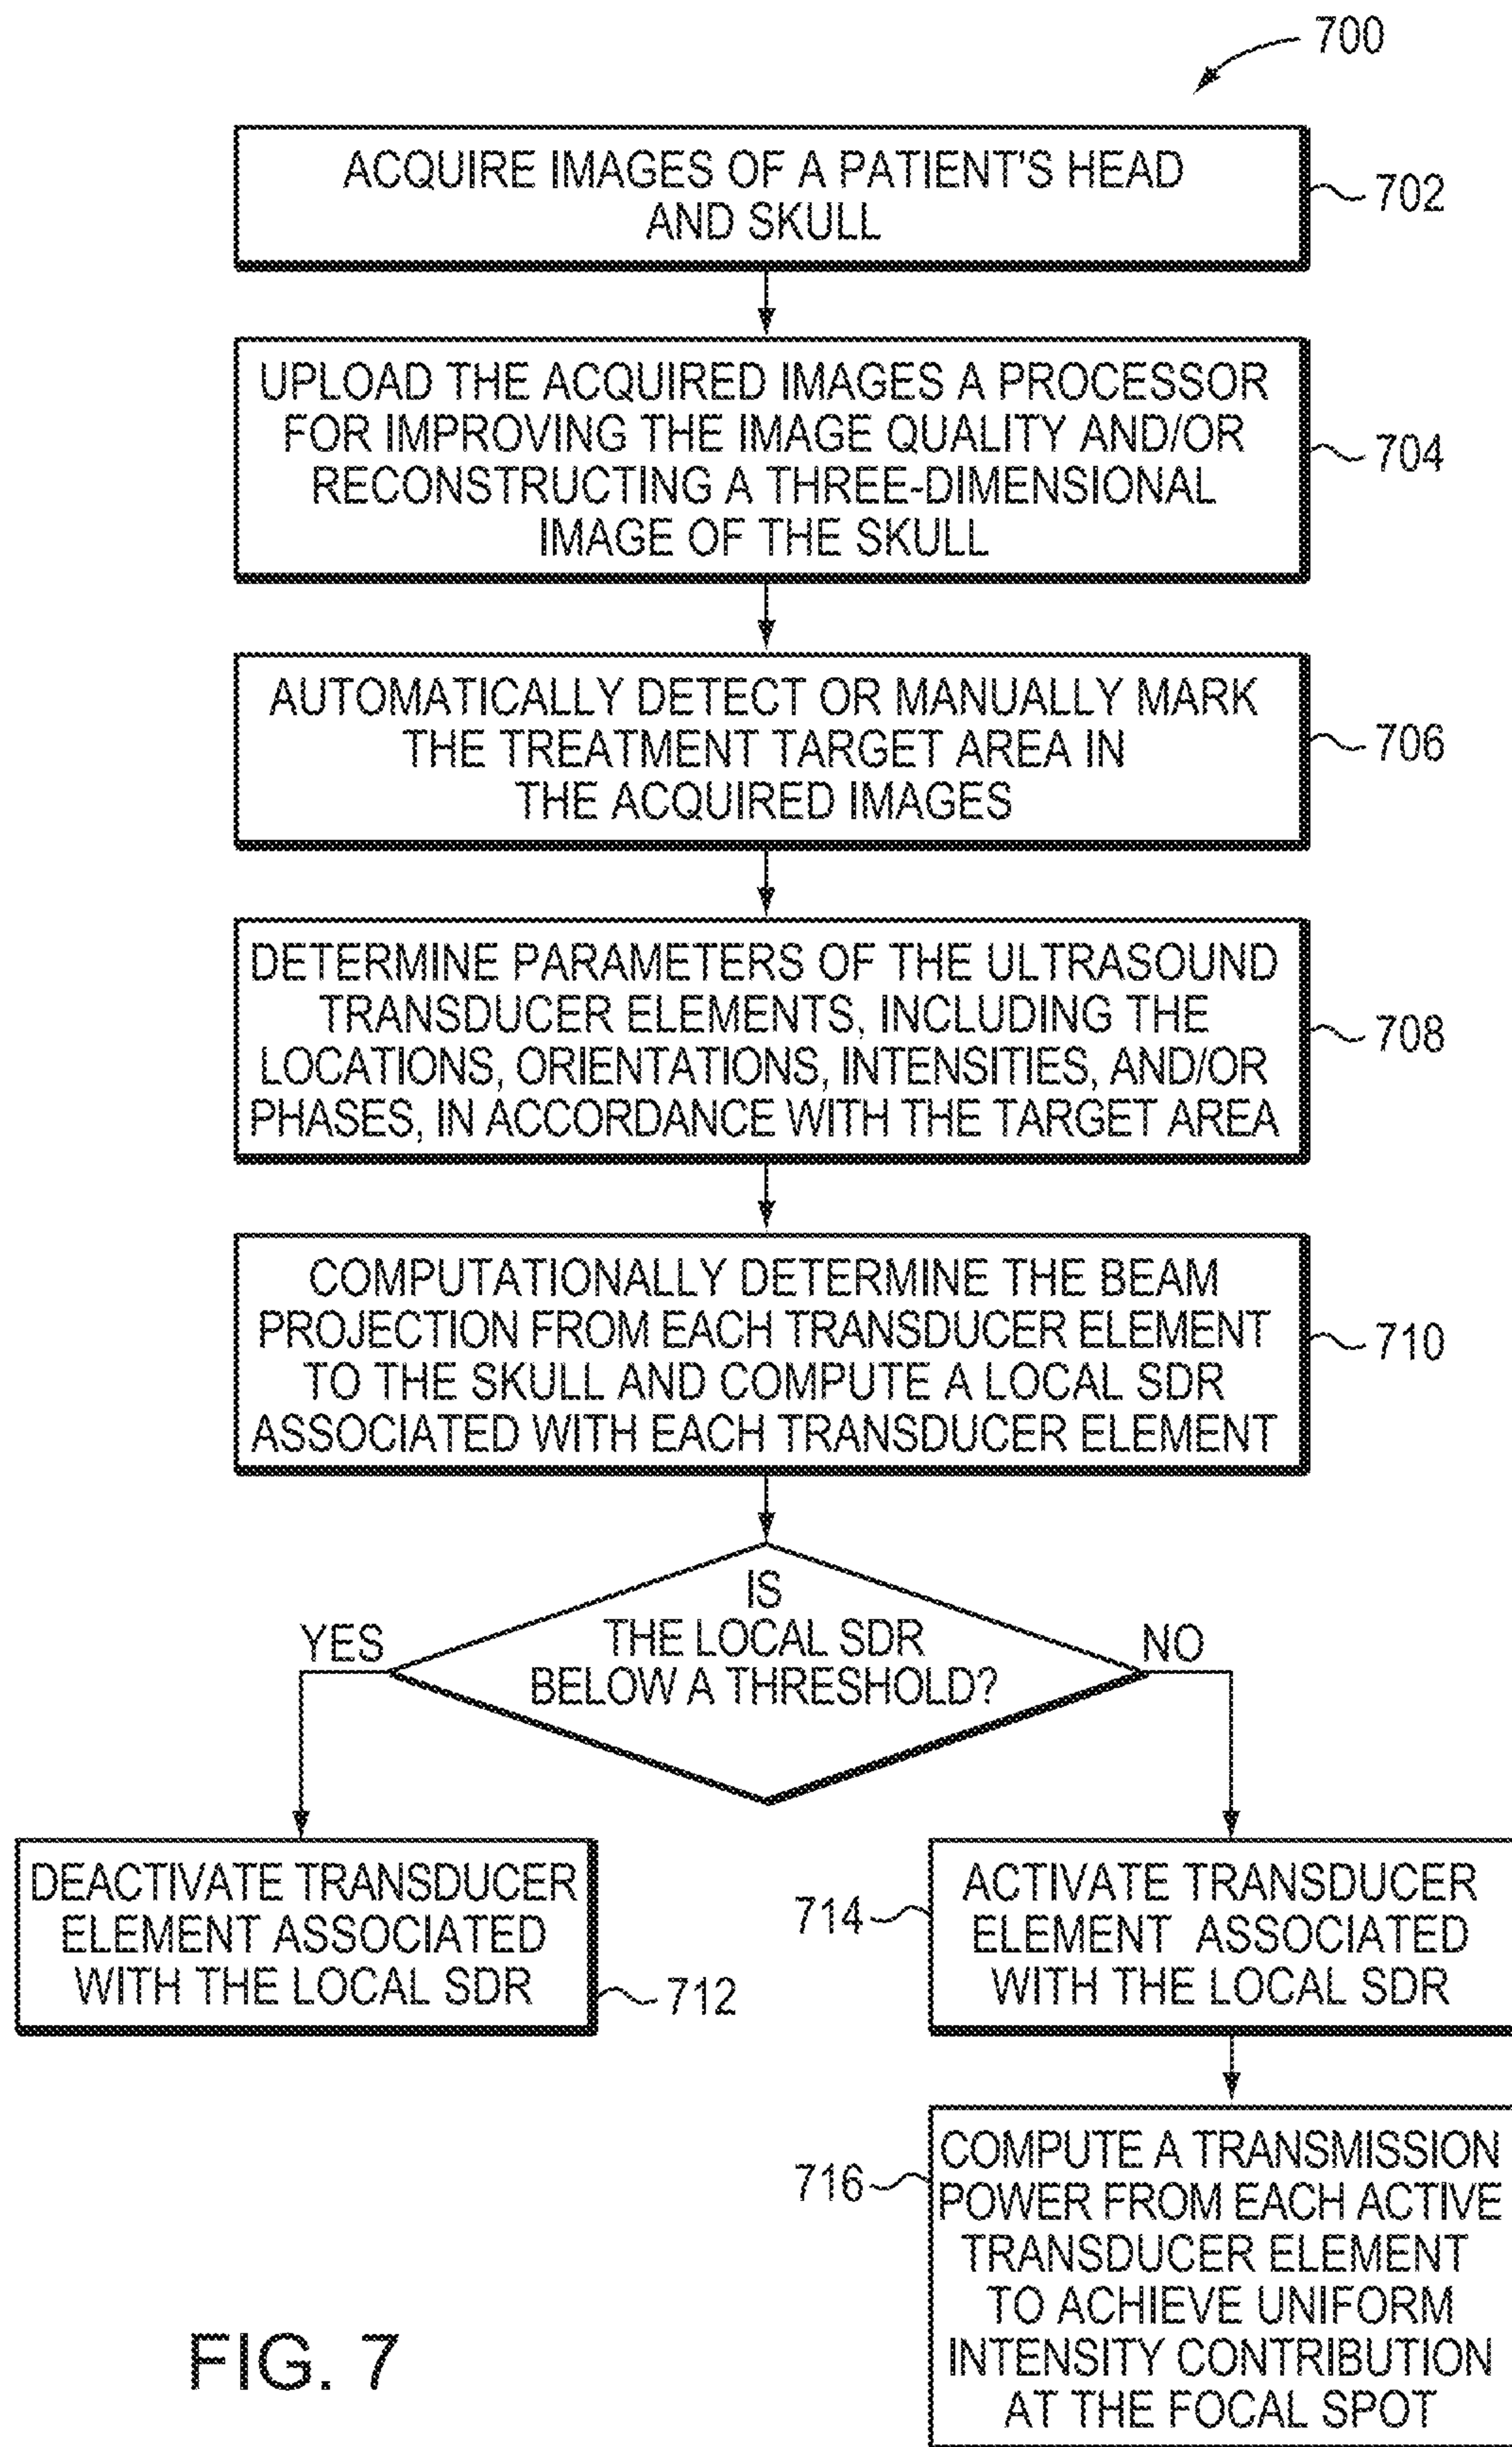 700
ACQUIRE IMAGES OF A PATIENT'S HEAD
AND SKULL
702
UPLOAD THE ACQUIRED IMAGES A PROCESSOR
FOR IMPROVING THE IMAGE QUALITY AND/OR
RECONSTRUCTING A THREE-DIMENSIONAL
IMAGE OF THE SKULL
704
AUTOMATICALLY DETECT OR MANUALLY MARK
THE TREATMENT TARGET AREA IN
THE ACQUIRED IMAGES
706
DETERMINE PARAMETERS OF THE ULTRASOUND
TRANSDUCER ELEMENTS, INCLUDING THE
LOCATIONS, ORIENTATIONS, INTENSITIES, AND/OR
PHASES, IN ACCORDANCE WITH THE TARGET AREA
708
COMPUTATIONALLY DETERMINE THE BEAM
PROJECTION FROM EACH TRANSDUCER ELEMENT
TO THE SKULL AND COMPUTE A LOCAL SDR
ASSOCIATED WITH EACH TRANSDUCER ELEMENT
710
IS
THE LOCAL SDR
BELOW A THRESHOLD?
YES
NO
DEACTIVATE TRANSDUCER
ELEMENT ASSOCIATED
WITH THE LOCAL SDR
712
714
ACTIVATE TRANSDUCER
ELEMENT ASSOCIATED
WITH THE LOCAL SDR
716
COMPUTE A TRANSMISSION
POWER FROM EACH ACTIVE
TRANSDUCER ELEMENT
TO ACHIEVE UNIFORM
INTENSITY CONTRIBUTION
AT THE FOCAL SPOT
FIG. 7